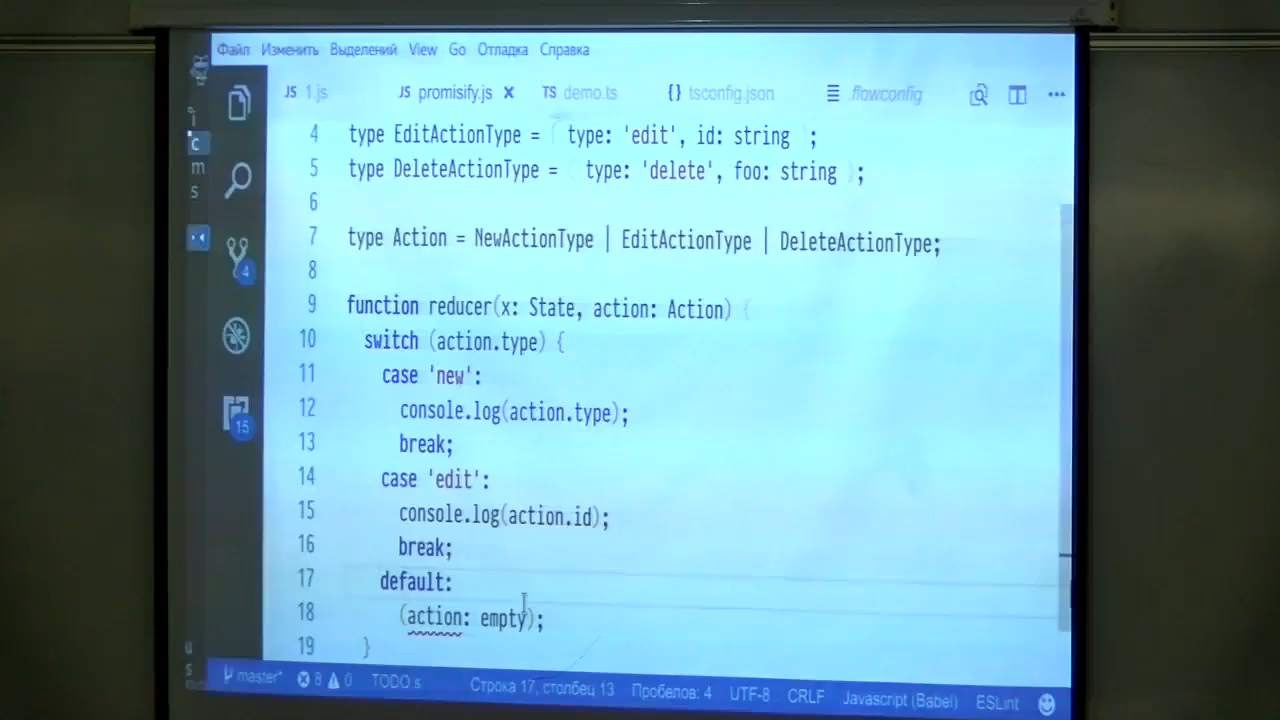 Файл Изменить Выделений View Go Отладка Справка
JS 1.js JS promisify.js × TS demo.ts {} tsconfig.json .flowconfig ...
4 type EditActionType = { type: 'edit', id: string };
5 type DeleteActionType = { type: 'delete', foo: string };
6
7 type Action = NewActionType | EditActionType | DeleteActionType;
8
9 function reducer(x: State, action: Action) {
10 switch (action.type) {
11 case 'new':
12 console.log(action.type);
13 break;
14 case 'edit':
15 console.log(action.id);
16 break;
17 default:
18 (action: empty);
19 }
i
c
m
s
4
15
u
s
master* 8 0 TODO s Строка 17, столбец 13 Пробелов: 4 UTF-8 CRLF Javascript (Babel) ESLint